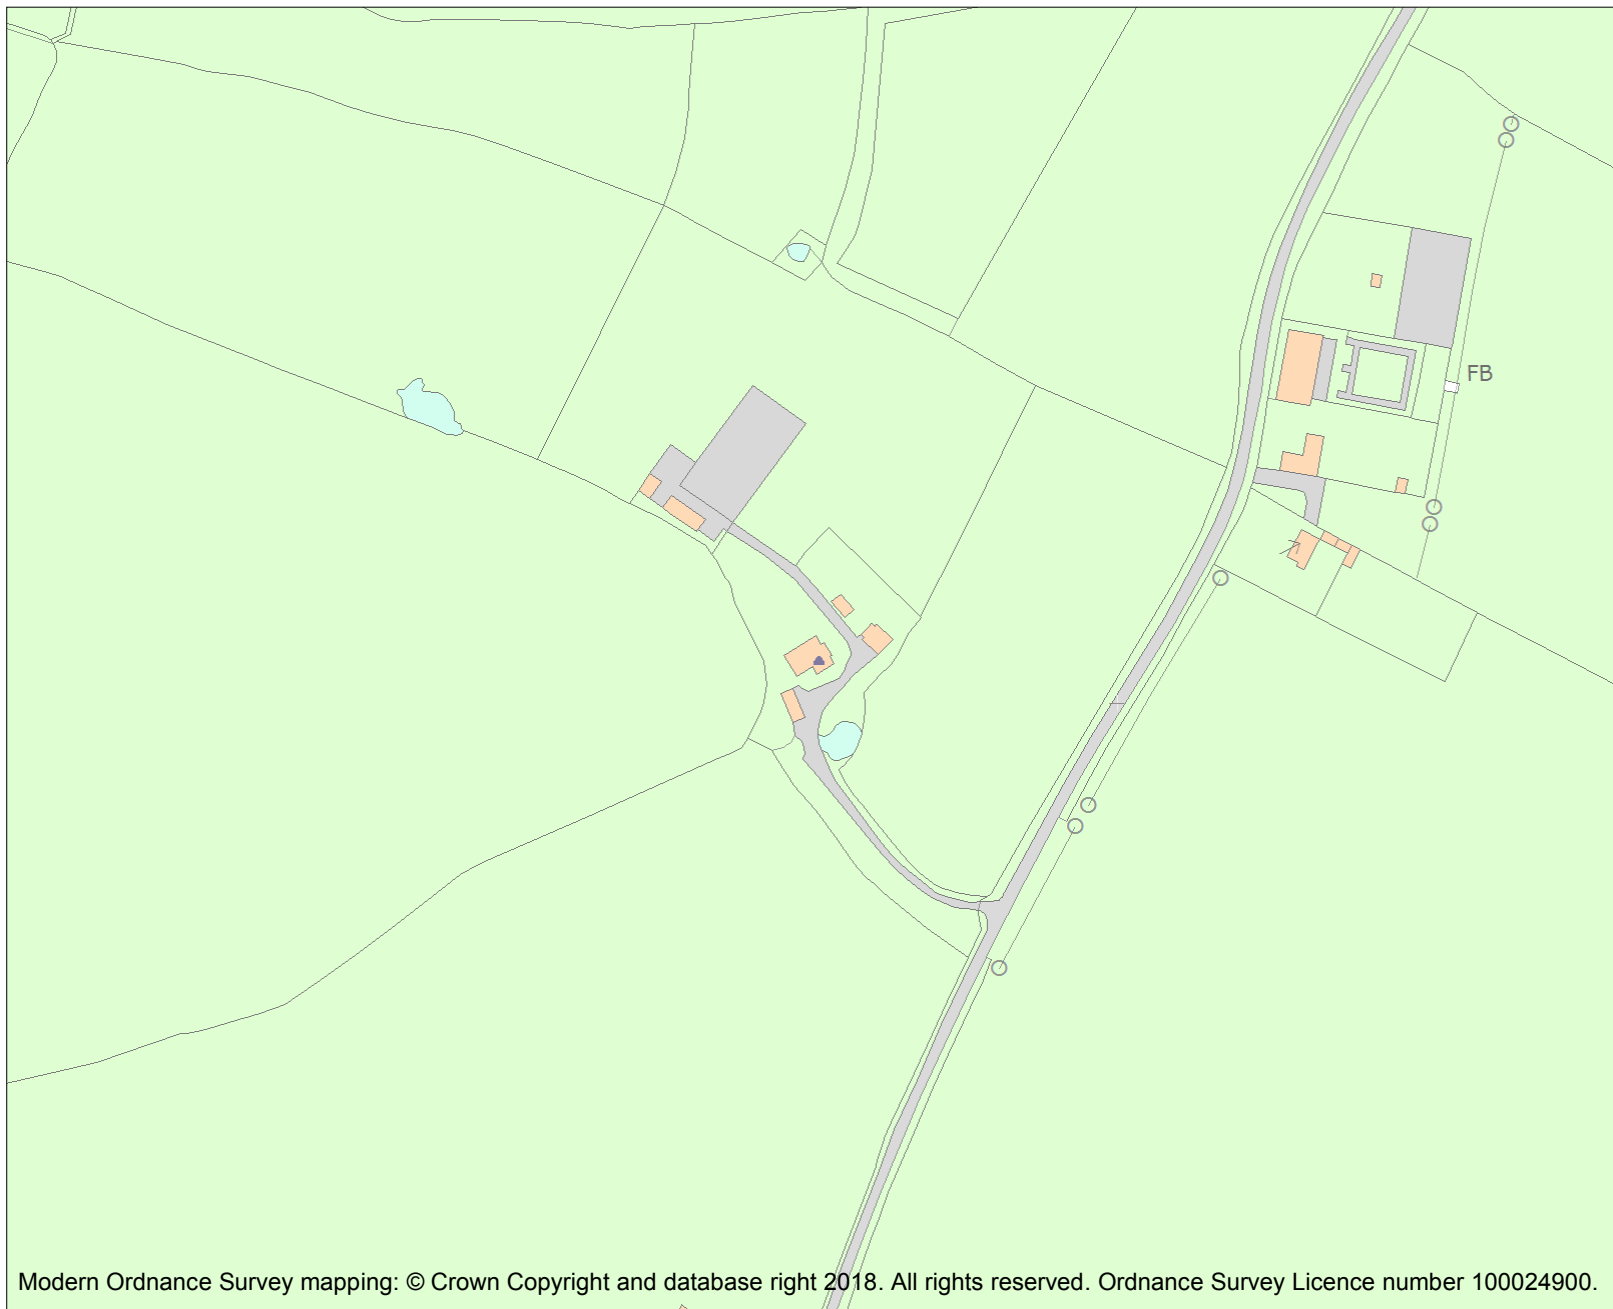 FB
Modern Ordnance Survey mapping: © Crown Copyright and database right 2018. All rights reserved. Ordnance Survey Licence number 100024900.